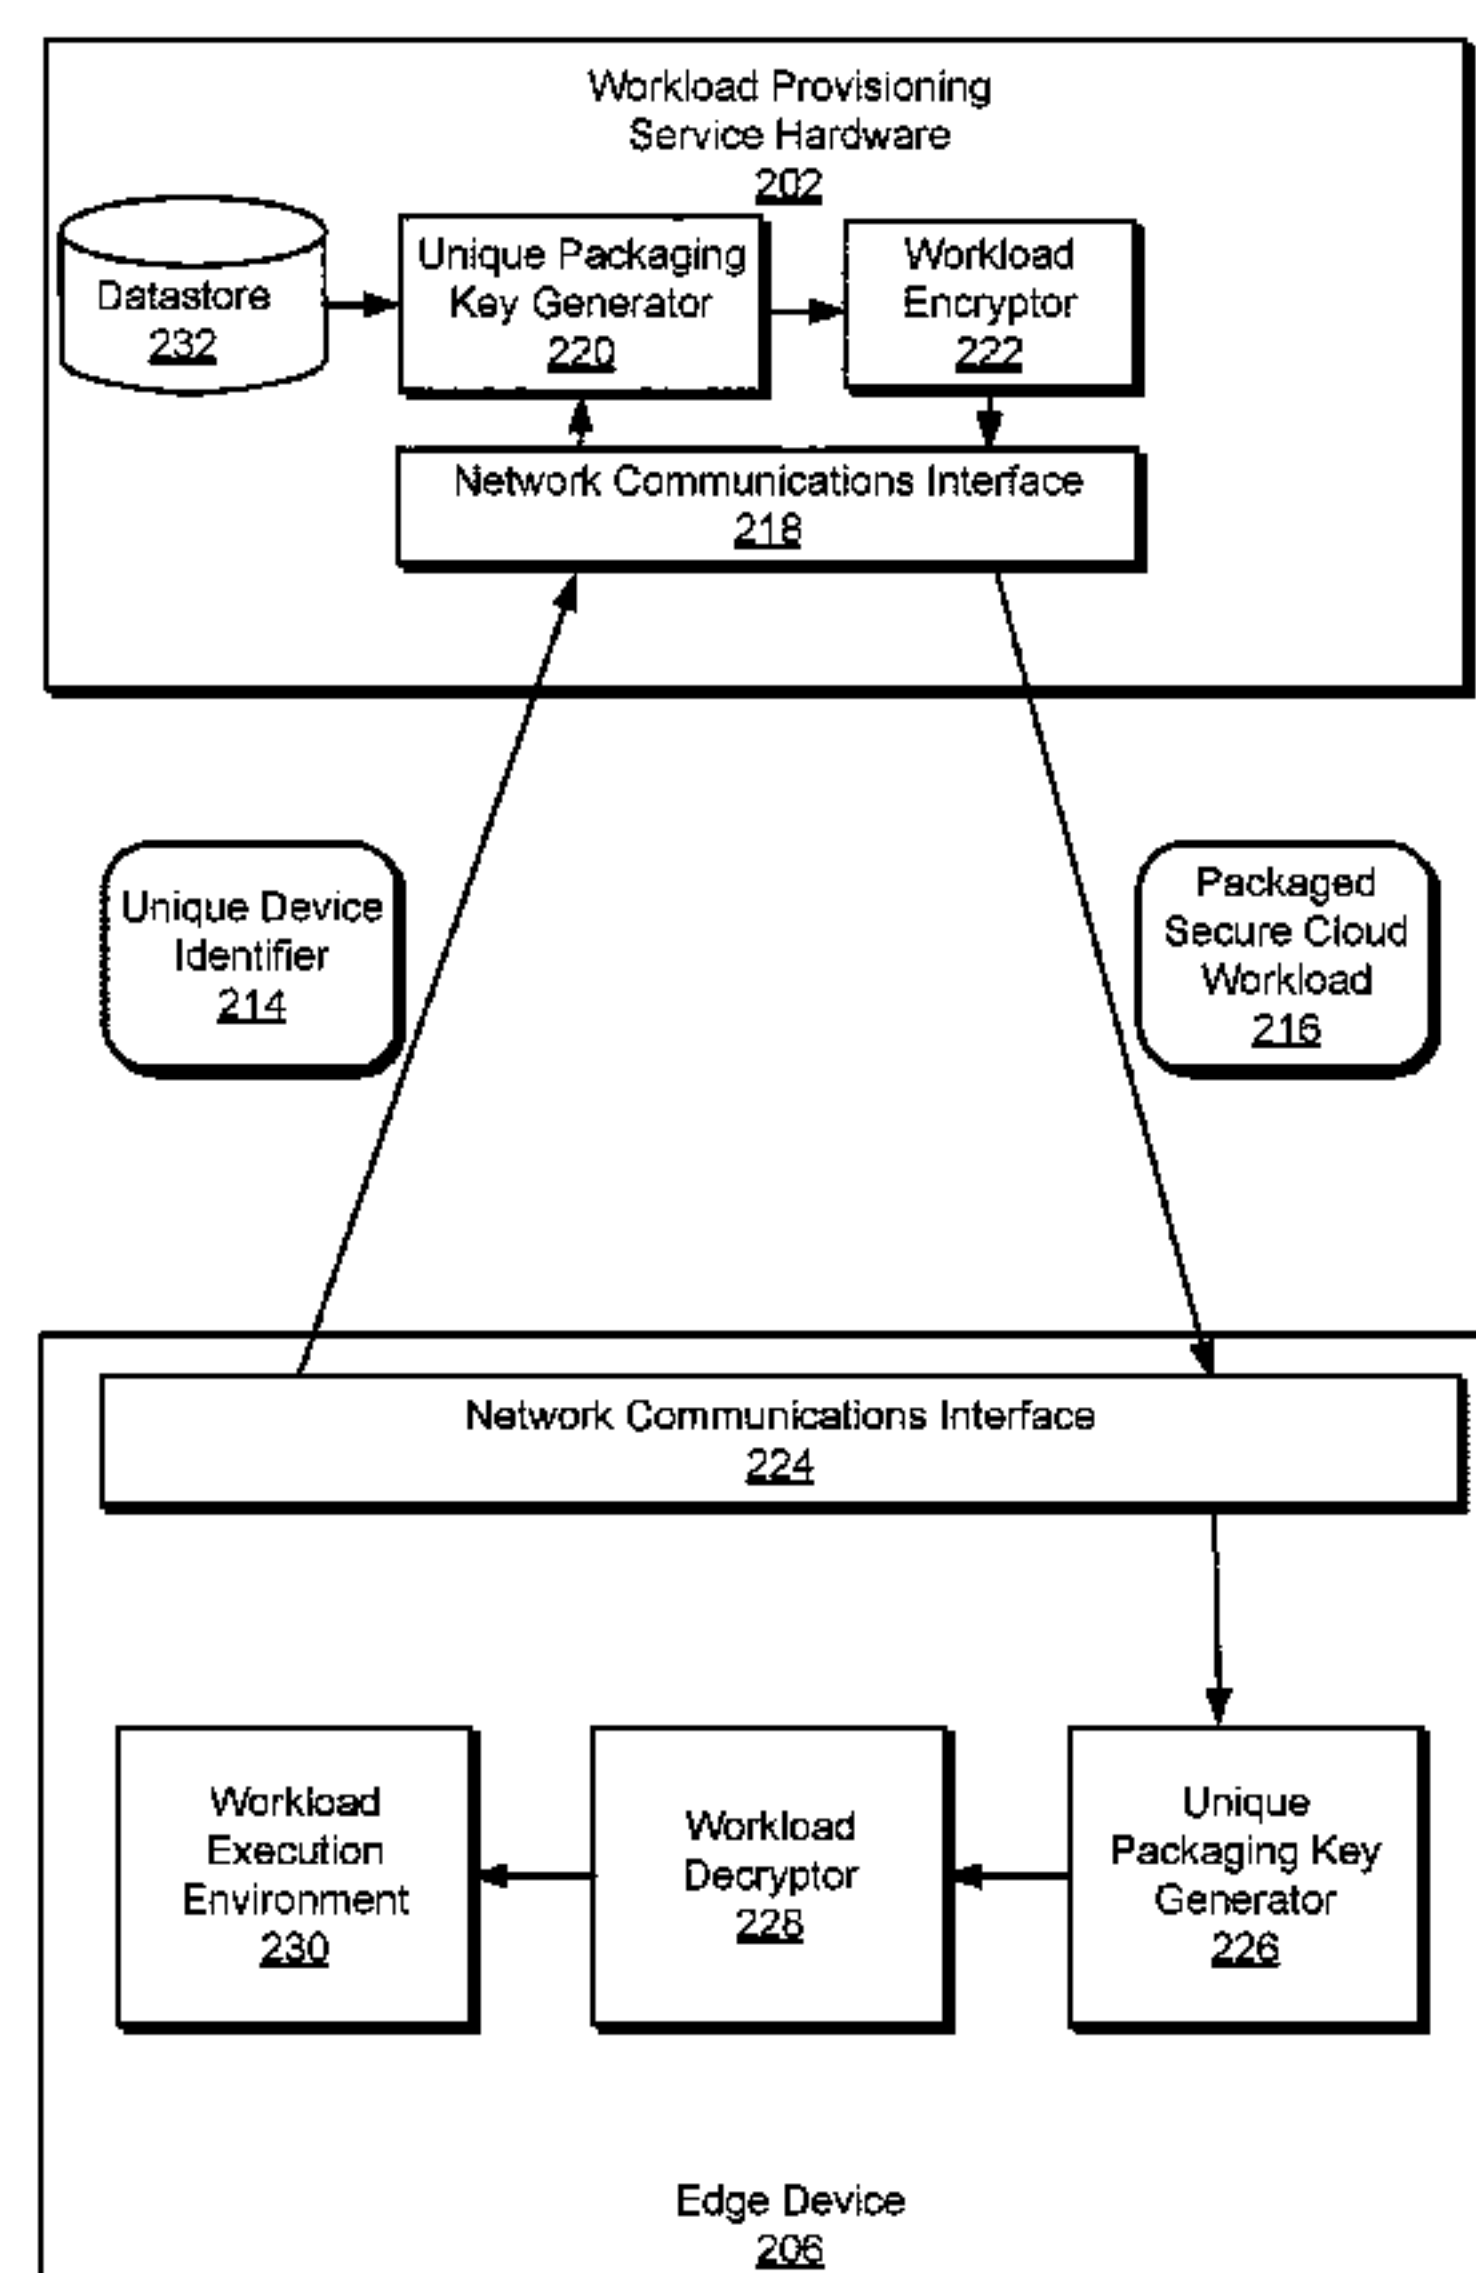 Workload Provisioning
Service Hardware
202
Datastore
232
Unique Packaging
Key Generator
220
Workload
Encryptor
222
Network Communications Interface
218
Unique Device
Identifier
214
Packaged
Secure Cloud
Workload
216
Network Communications Interface
224
Workload
Execution
Environment
230
Workload
Decryptor
228
Unique
Packaging Key
Generator
226
Edge Device
206